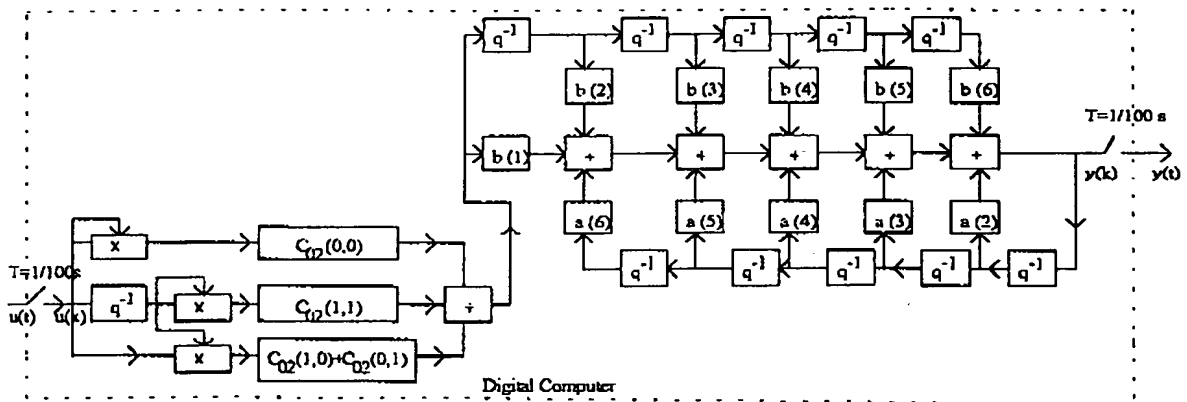 q⁻¹ q⁻¹ q⁻¹ q⁻¹ q⁻¹
b (2) b (3) b (4) b (5) b (6)
T=1/100 s
b (1) + + + + +
y(k) y(t)
a (6) a (5) a (4) a (3) a (2)
x C02(0,0)
q⁻¹ q⁻¹ q⁻¹ q⁻¹ q⁻¹
T=1/100s
q⁻¹ x C02(1,1) +
u(t) u(k)
x C02(1,0)+C02(0,1)
Digital Computer